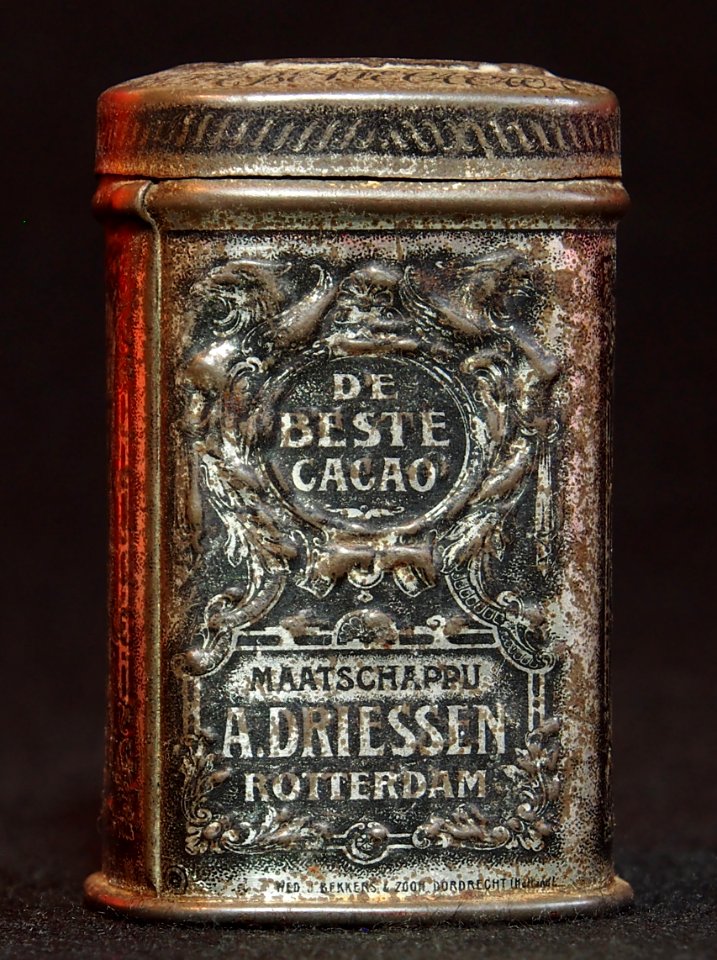 DE
BESTE
CACAO
MAATSCHAPPIJ
A. DRIESSEN
ROTTERDAM
WED. J. BEKKERS & ZOON. DORDRECHT